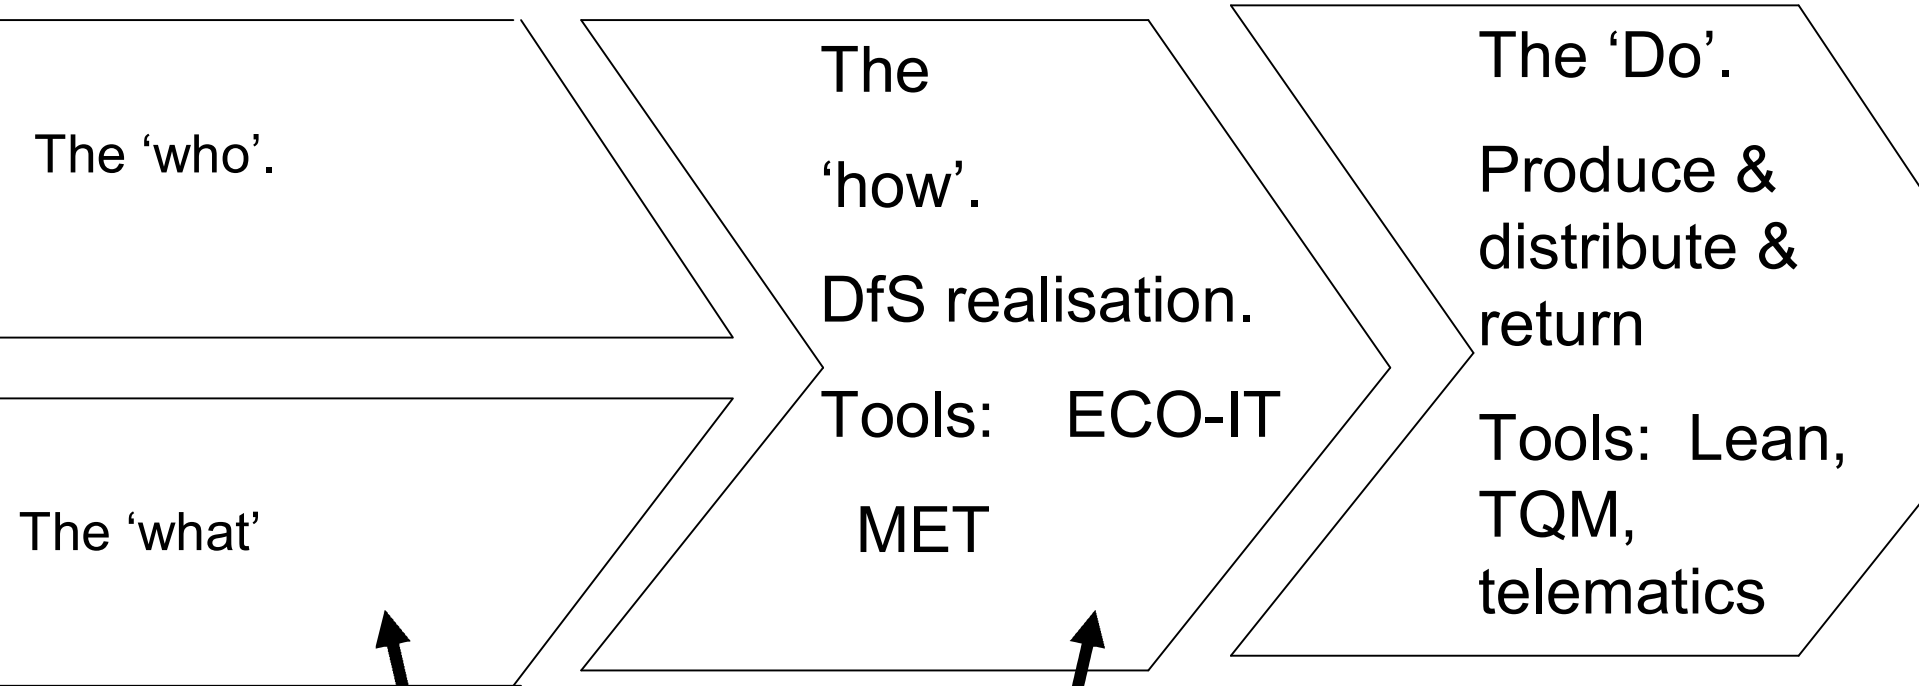 The ‘who’.
The ‘what’
The
‘how’.
DfS realisation.
Tools: ECO-IT
MET
The ‘Do’.
Produce &
distribute &
return
Tools: Lean,
TQM,
telematics